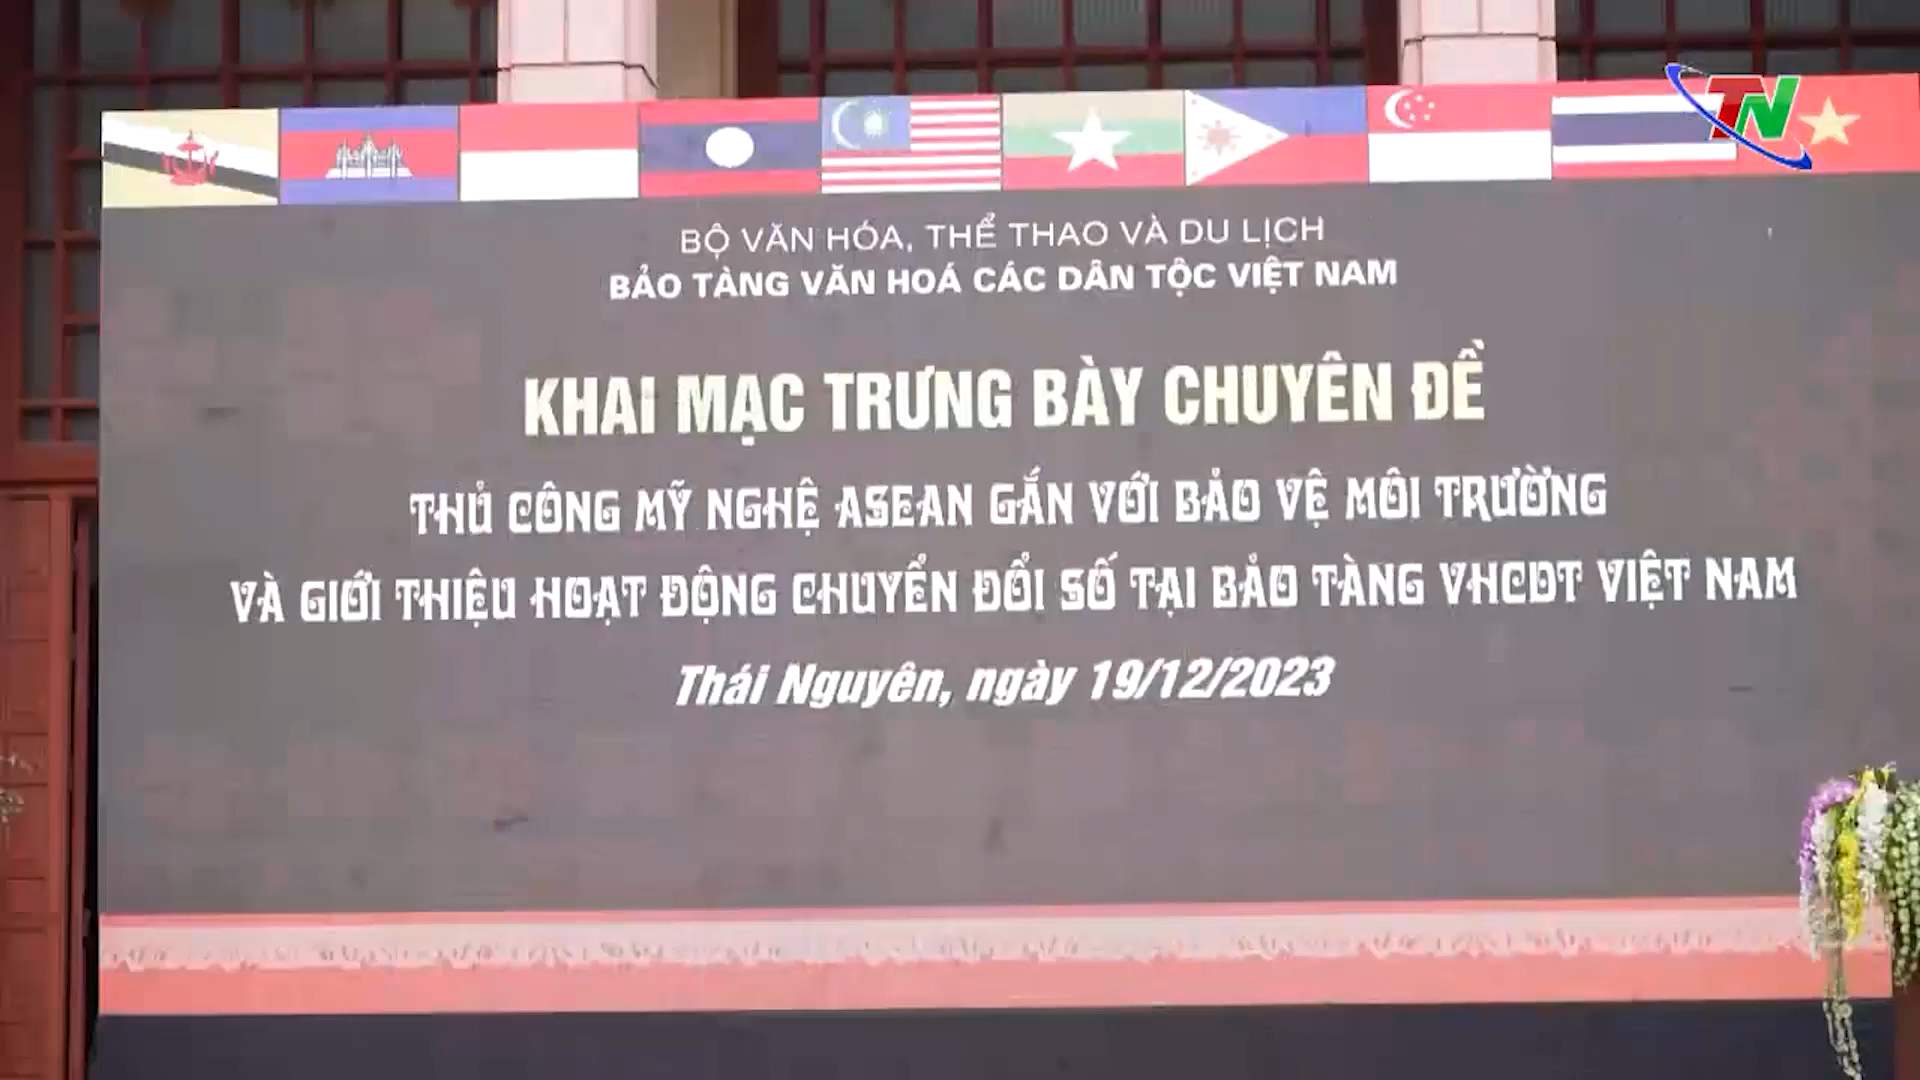 TN
BỘ VĂN HÓA, THỂ THAO VÀ DU LỊCH
BẢO TÀNG VĂN HOÁ CÁC DÂN TỘC VIỆT NAM
KHAI MẠC TRƯNG BÀY CHUYÊN ĐỀ
THỦ CÔNG MỸ NGHỆ ASEAN GẮN VỚI BẢO VỆ MÔI TRƯỜNG
VÀ GIỚI THIỆU HOẠT ĐỘNG CHUYỂN ĐỔI SỐ TẠI BẢO TÀNG VHCDT VIỆT NAM
Thái Nguyên, ngày 19/12/2023